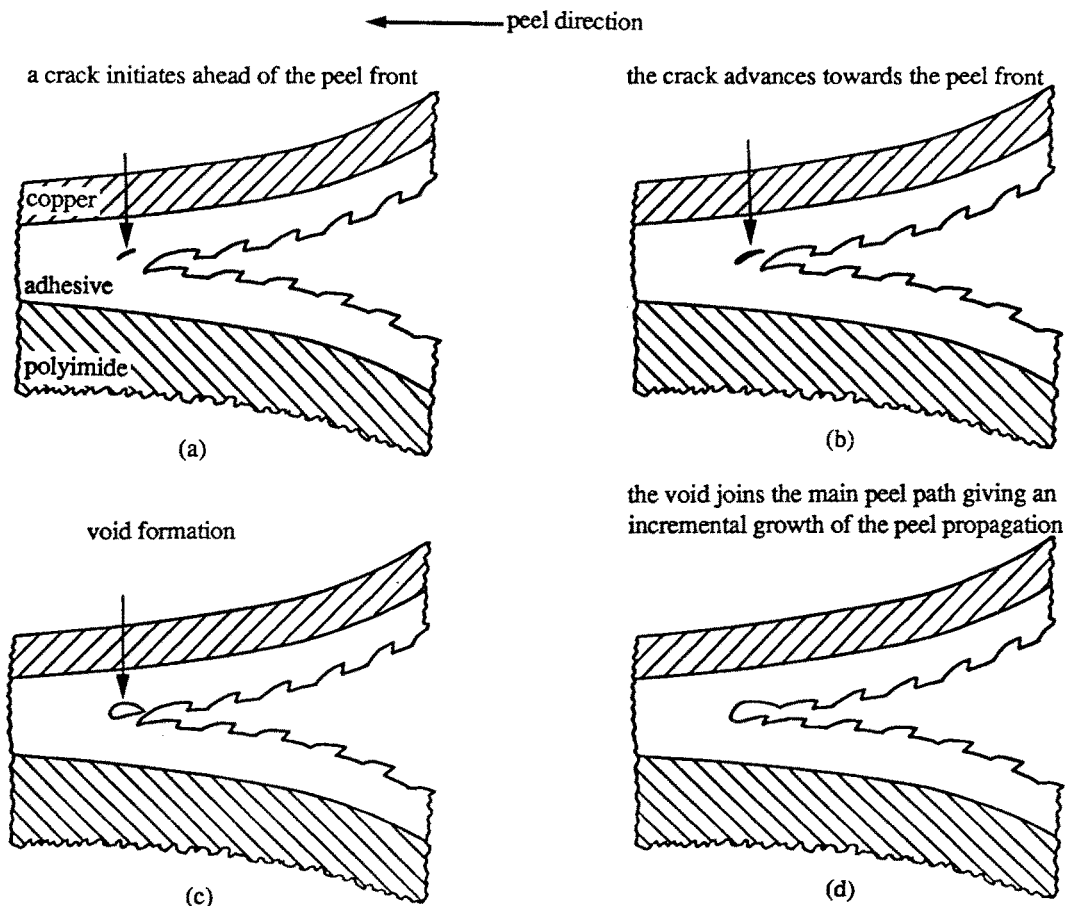 peel direction
a crack initiates ahead of the peel front
the crack advances towards the peel front
copper
adhesive
polyimide
(a)
(b)
void formation
the void joins the main peel path giving an
incremental growth of the peel propagation
(c)
(d)